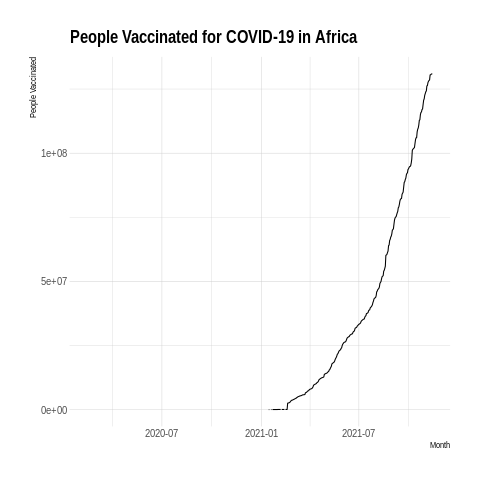 People Vaccinated for COVID-19 in Africa
People Vaccinated
1e+08
5e+07
0e+00
2020-07 2021-01 2021-07
Month